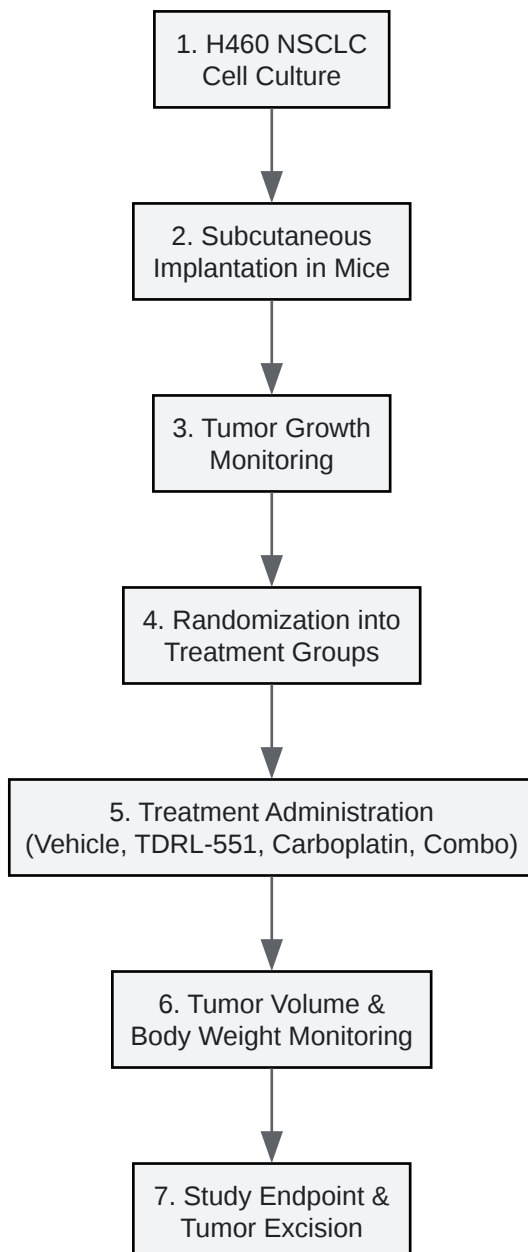 1. H460 NSCLC
Cell Culture
2. Subcutaneous
Implantation in Mice
3. Tumor Growth
Monitoring
4. Randomization into
Treatment Groups
5. Treatment Administration
(Vehicle, TDRL-551, Carboplatin, Combo)
6. Tumor Volume &
Body Weight Monitoring
7. Study Endpoint &
Tumor Excision